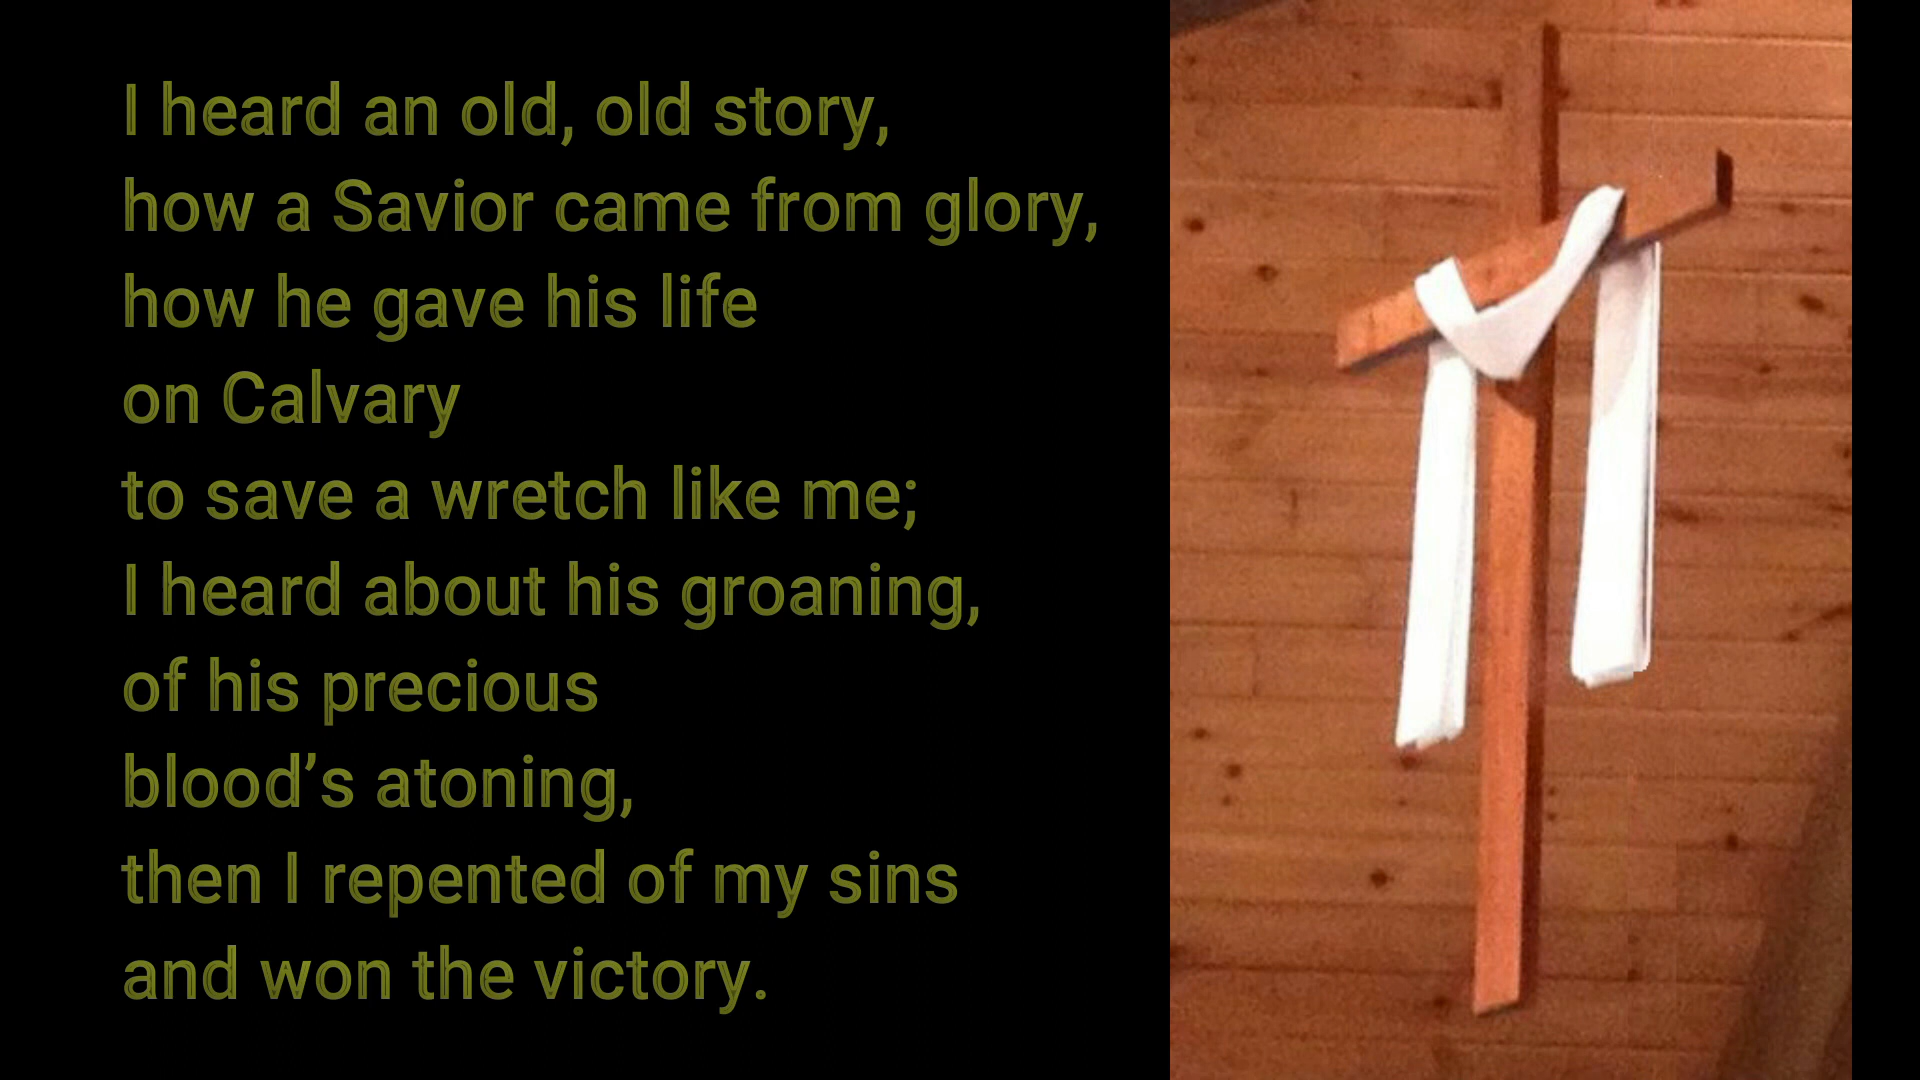 I heard an old, old story,
how a Savior came from glory,
how he gave his life
on Calvary
to save a wretch like me;
I heard about his groaning,
of his precious
blood’s atoning,
then I repented of my sins
and won the victory.